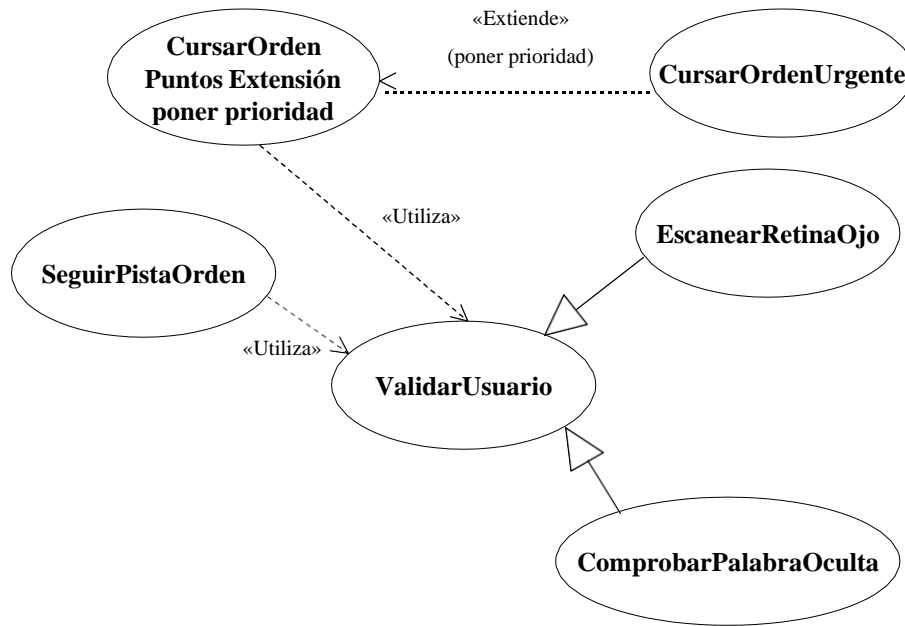 «Extiende»
(poner prioridad)
CursarOrden
Puntos Extensión
poner prioridad
CursarOrdenUrgente
«Utiliza»
EscanearRetinaOjo
SeguirPistaOrden
«Utiliza»
ValidarUsuario
ComprobarPalabraOculta